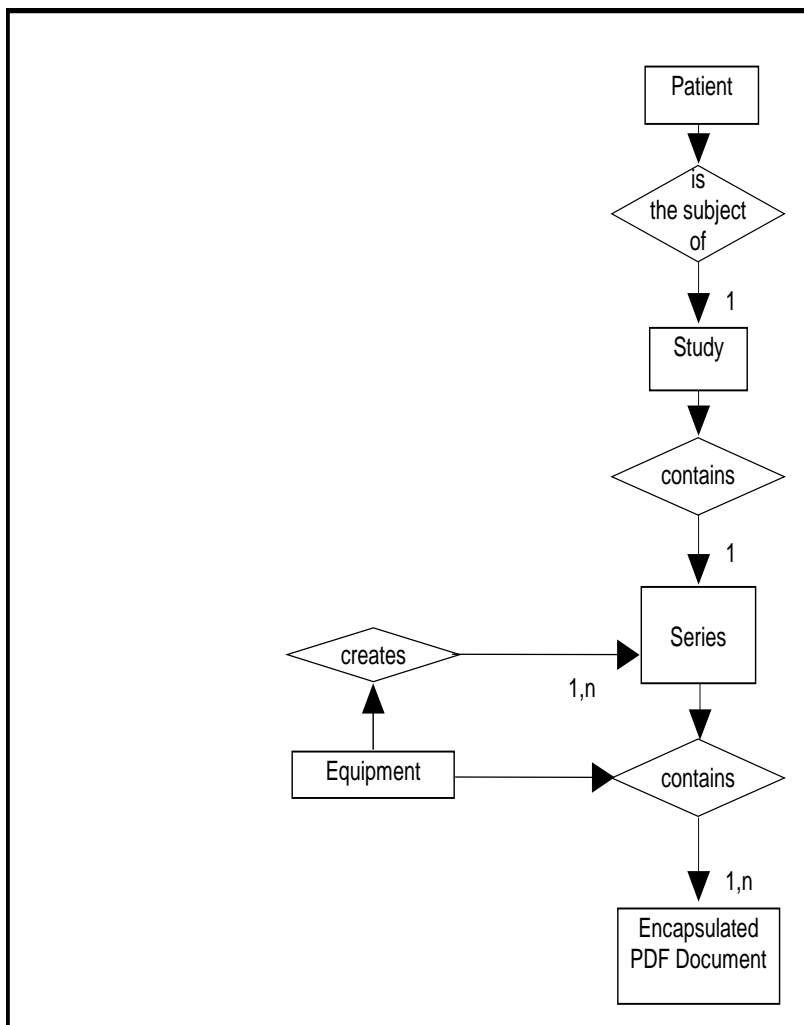 Patient
is
the subject
of
1
Study
contains
1
Series
creates
1,n
Equipment
contains
1,n
Encapsulated
PDF Document